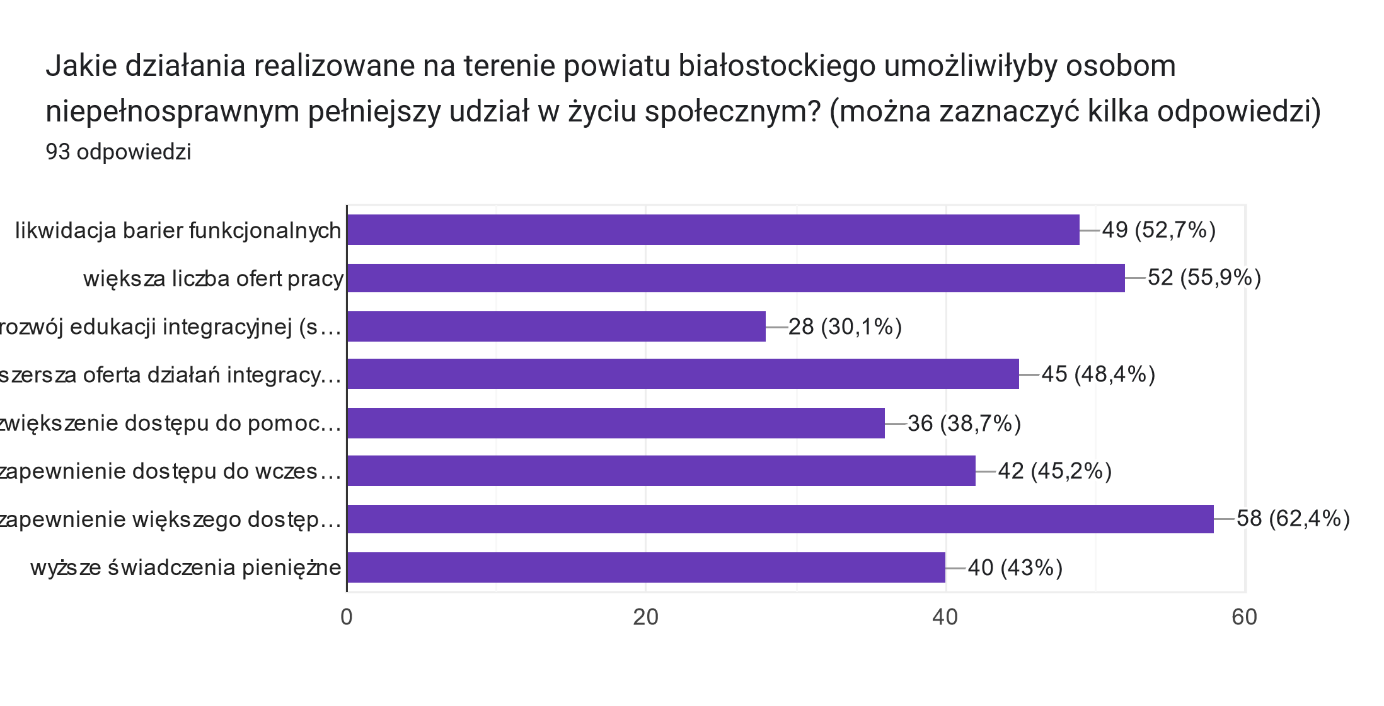 Jakie działania realizowane na terenie powiatu białostockiego umożliwiłyby osobom
niepełnosprawnym pełniejszy udział w życiu społecznym? (można zaznaczyć kilka odpowiedzi)
93 odpowiedzi
likwidacja barier funkcjonalnych 49 (52,7%)
większa liczba ofert pracy 52 (55,9%)
rozwój edukacji integracyjnej (s… 28 (30,1%)
szersza oferta działań integracy… 45 (48,4%)
zwiększenie dostępu do pomoc… 36 (38,7%)
zapewnienie dostępu do wczes… 42 (45,2%)
zapewnienie większego dostęp… 58 (62,4%)
wyższe świadczenia pieniężne 40 (43%)
0 20 40 60